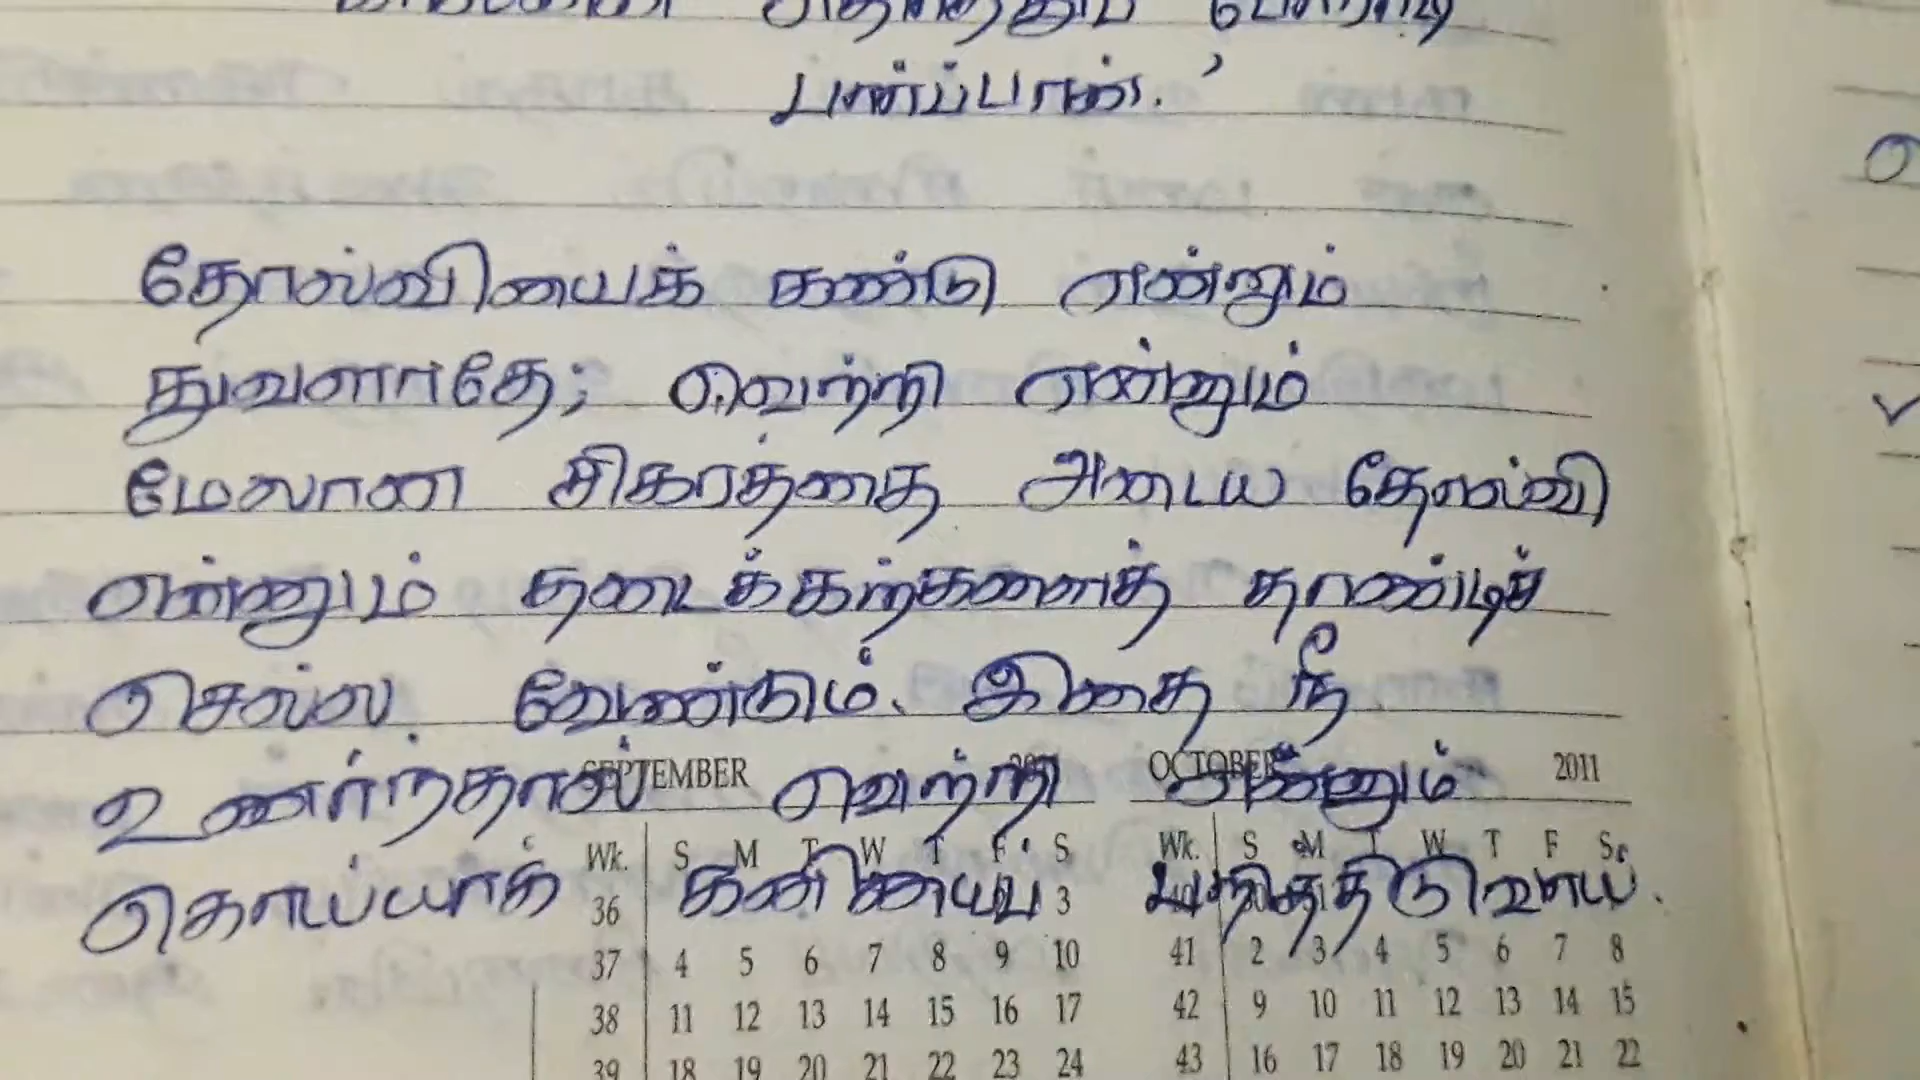 பார்ப்பான்.'
தோல்வியைக் கண்டு என்றும்
துவளாதே; வெற்றி என்னும்
மேலான சிகரத்தை அடைய தோல்வி
என்னும் தடைக்கற்களைத் தாண்டிச்
செல்ல வேண்டும். இதை நீ
உணர்ந்தால் வெற்றி என்னும்
கொய்யாக் கனியைப் பறித்திடுவாய்.
SEPTEMBER 2011 OCTOBER 2011
Wk. S M T W T F S Wk. S M T W T F S
36 3
37 4 5 6 7 8 9 10 41 2 3 4 5 6 7 8
38 11 12 13 14 15 16 17 42 9 10 11 12 13 14 15
39 18 19 20 21 22 23 24 43 16 17 18 19 20 21 22